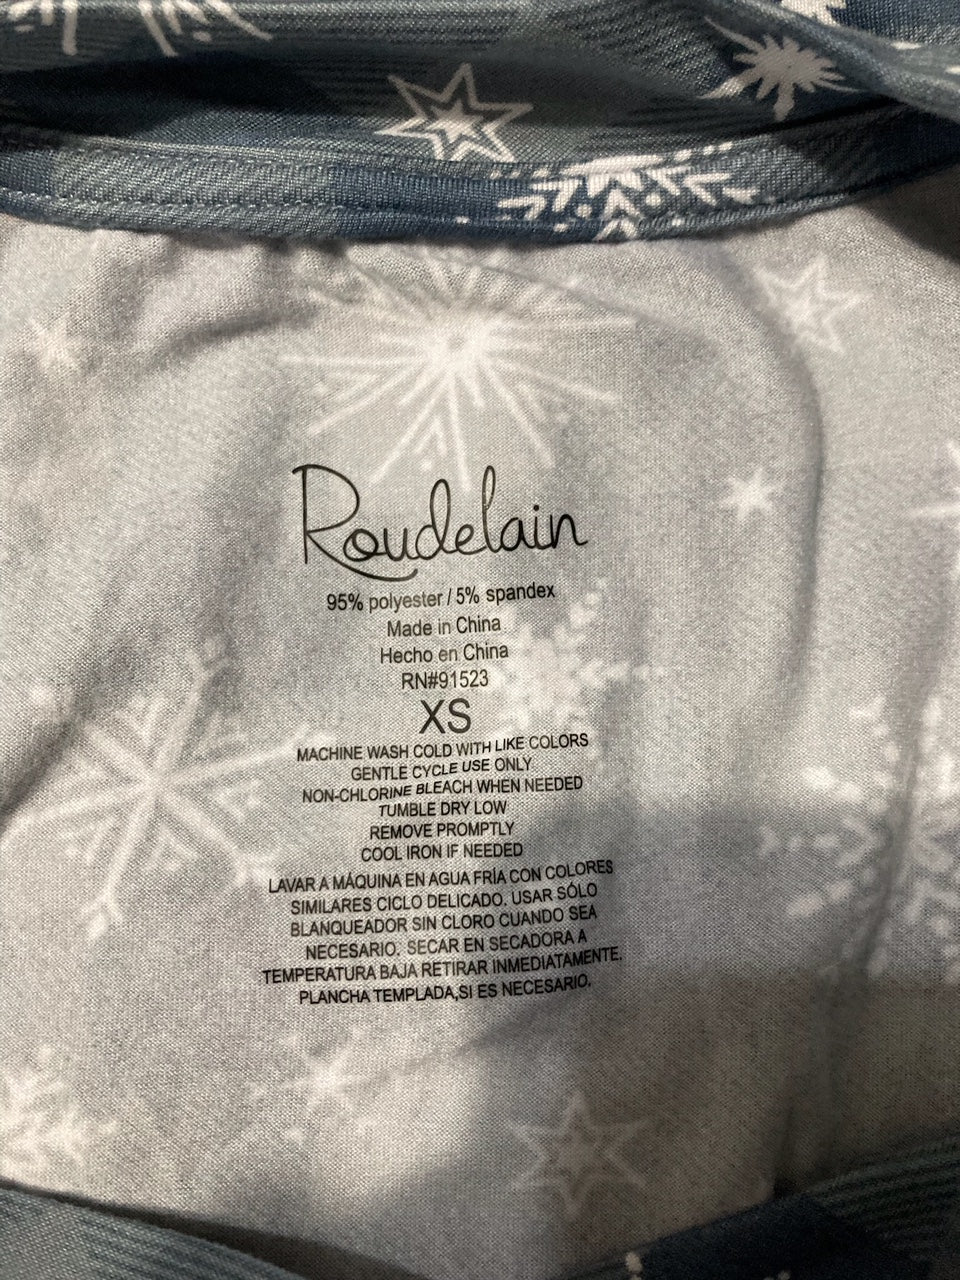 Roudelain
95% polyester / 5% spandex
Made in China
Hecho en China
RN#91523
XS
MACHINE WASH COLD WITH LIKE COLORS
GENTLE CYCLE USE ONLY
NON-CHLORINE BLEACH WHEN NEEDED
TUMBLE DRY LOW
REMOVE PROMPTLY
COOL IRON IF NEEDED
LAVAR A MÁQUINA EN AGUA FRÍA CON COLORES
SIMILARES CICLO DELICADO. USAR SÓLO
BLANQUEADOR SIN CLORO CUANDO SEA
NECESARIO. SECAR EN SECADORA A
TEMPERATURA BAJA RETIRAR INMEDIATAMENTE.
PLANCHA TEMPLADA,SI ES NECESARIO.